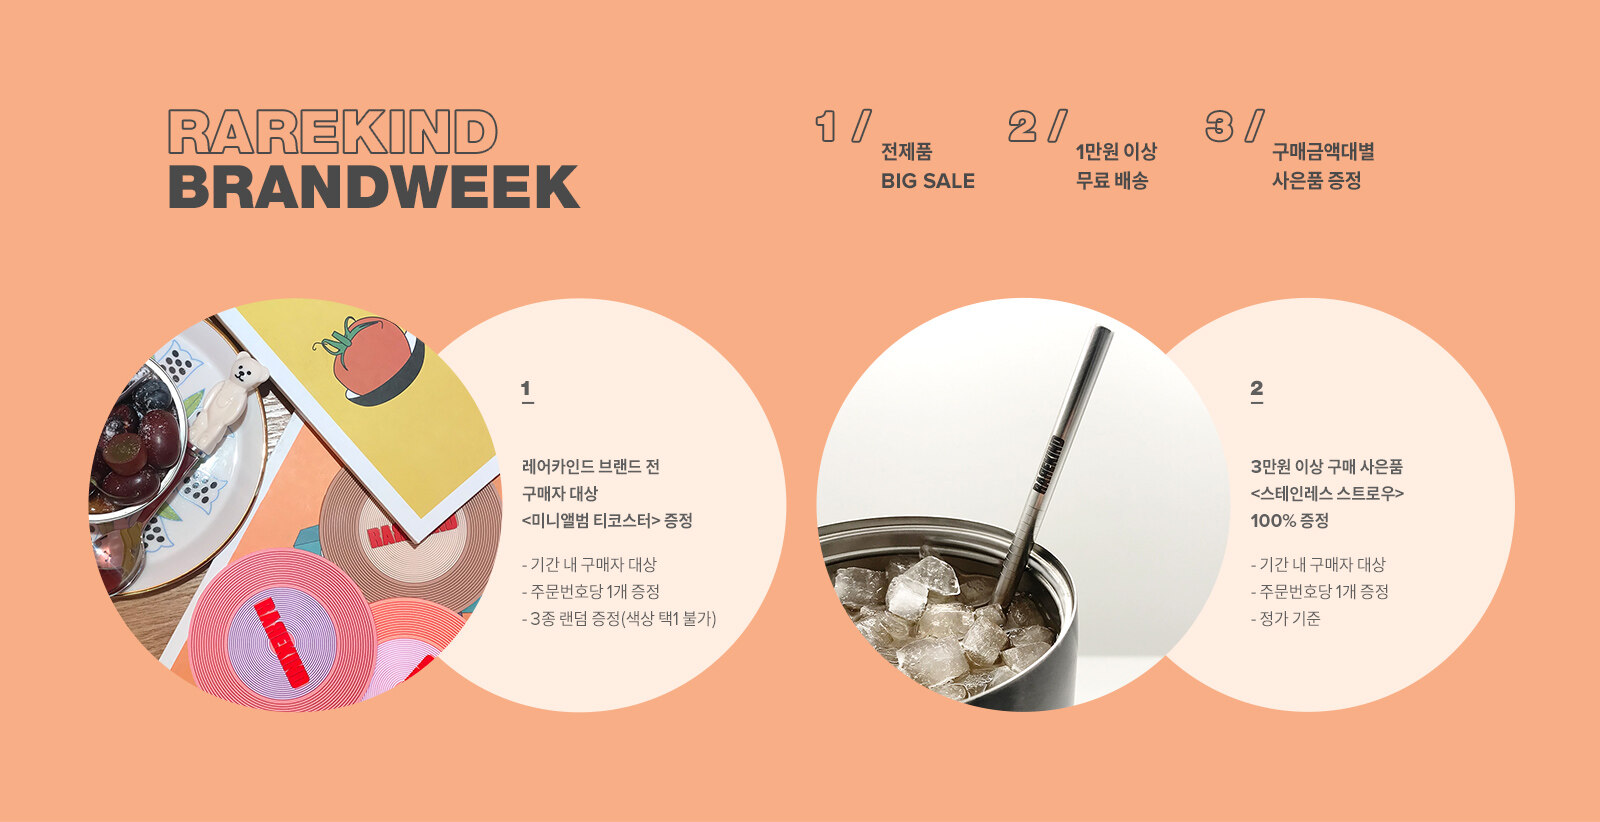 RAREKIND
BRANDWEEK
1 /
전제품
BIG SALE
2 /
1만원 이상
무료 배송
3 /
구매금액대별
사은품 증정
RAREKIND
RAREKIND
1
레어카인드 브랜드 전
구매자 대상
<미니앨범 티코스터> 증정
- 기간 내 구매자 대상
- 주문번호당 1개 증정
- 3종 랜덤 증정(색상 택1 불가)
RAREKIND
2
3만원 이상 구매 사은품
<스테인레스 스트로우>
100% 증정
- 기간 내 구매자 대상
- 주문번호당 1개 증정
- 정가 기준